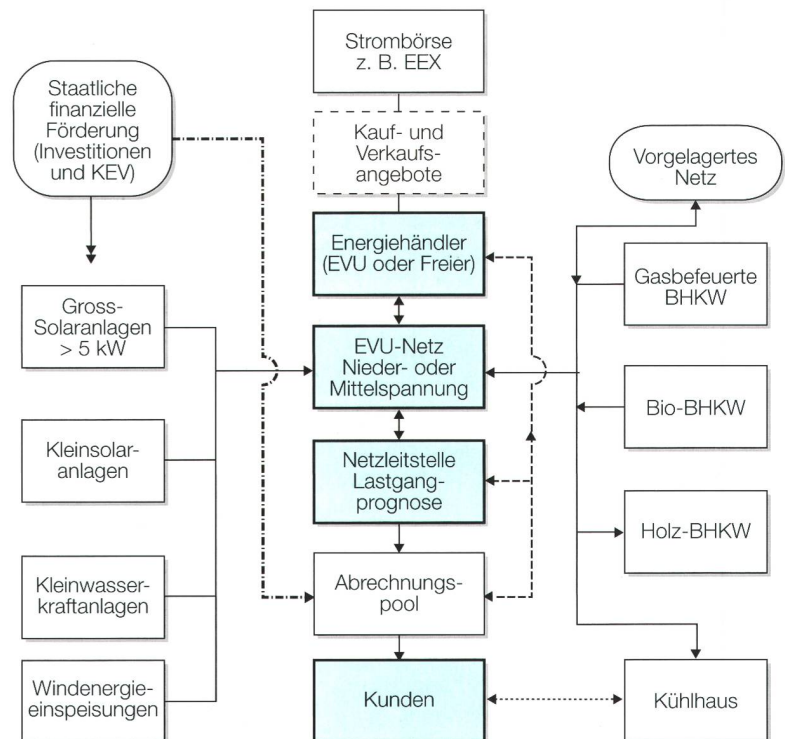 Strombörse
z. B. EEX
Staatliche
finanzielle
Förderung
(Investitionen
und KEV)
Kauf- und
Verkaufs-
angebote
Vorgelagertes
Netz
Energiehändler
(EVU oder Freier)
Gasbefeuerte
BHKW
Gross-
Solaranlagen
> 5 kW
EVU-Netz
Nieder- oder
Mittelspannung
Bio-BHKW
Kleinsolar-
anlagen
Netzleitstelle
Lastgang-
prognose
Holz-BHKW
Kleinwasser-
kraftanlagen
Abrechnungs-
pool
Windenergie-
einspeisungen
Kunden
Kühlhaus